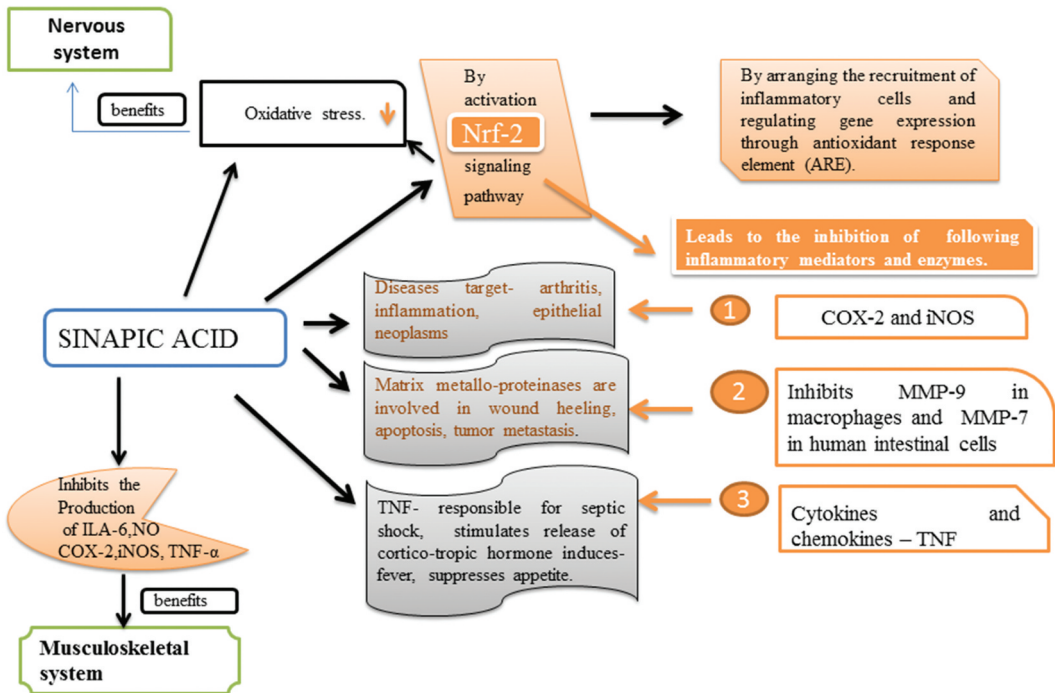 Nervous
system
benefits
Oxidative stress.
By
activation
Nrf-2
signaling
pathway
By arranging the recruitment of
inflammatory cells and
regulating gene expression
through antioxidant response
element (ARE).
Leads to the inhibition of following
inflammatory mediators and enzymes.
SINAPIC ACID
Diseases target- arthritis,
inflammation, epithelial
neoplasms
1
COX-2 and iNOS
Matrix metallo-proteinases are
involved in wound heeling,
apoptosis, tumor metastasis.
2
Inhibits MMP-9 in
macrophages and MMP-7
in human intestinal cells
TNF- responsible for septic
shock, stimulates release of
cortico-tropic hormone induces-
fever, suppresses appetite.
3
Cytokines and
chemokines – TNF
Inhibits the
Production
of ILA-6,NO
COX-2,iNOS, TNF-α
benefits
Musculoskeletal
system